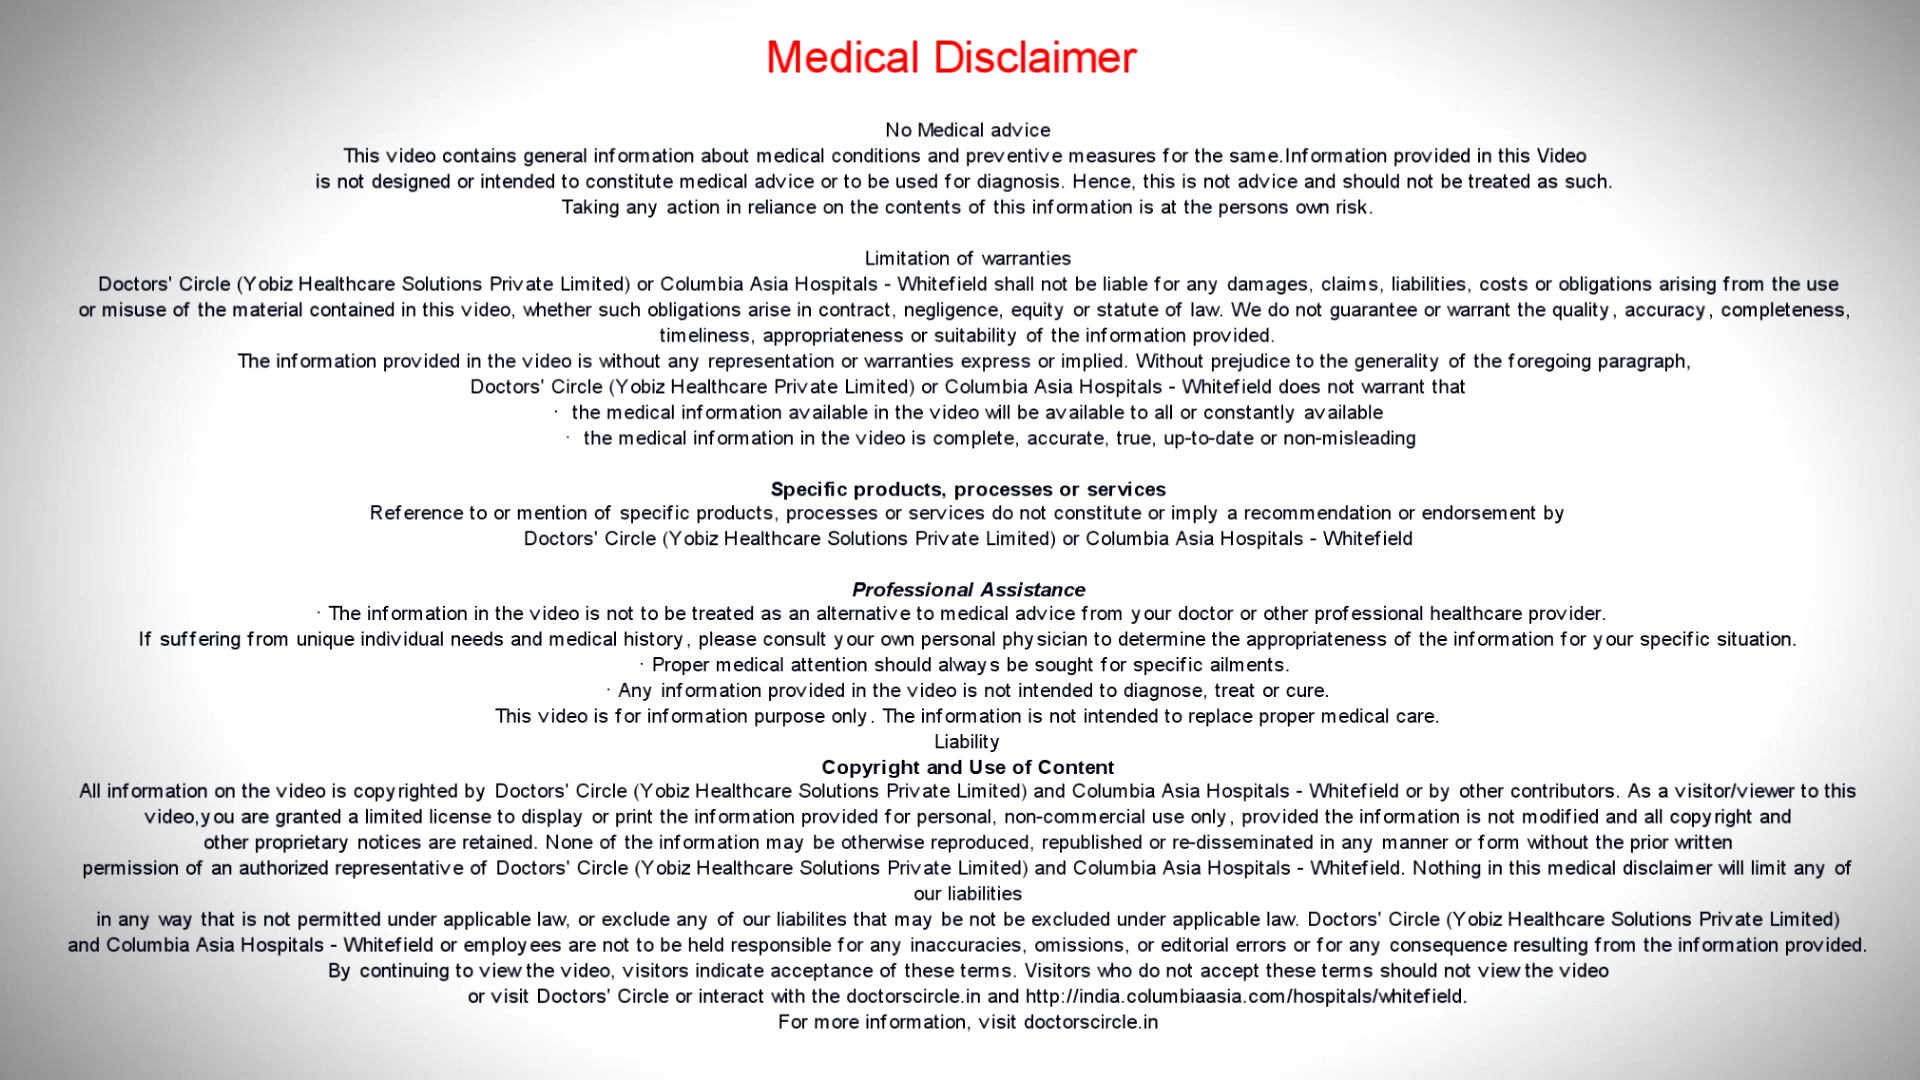 Medical Disclaimer
No Medical advice
This video contains general information about medical conditions and preventive measures for the same.Information provided in this Video
is not designed or intended to constitute medical advice or to be used for diagnosis. Hence, this is not advice and should not be treated as such.
Taking any action in reliance on the contents of this information is at the persons own risk.
Limitation of warranties
Doctors' Circle (Yobiz Healthcare Solutions Private Limited) or Columbia Asia Hospitals - Whitefield shall not be liable for any damages, claims, liabilities, costs or obligations arising from the use
or misuse of the material contained in this video, whether such obligations arise in contract, negligence, equity or statute of law. We do not guarantee or warrant the quality, accuracy, completeness,
timeliness, appropriateness or suitability of the information provided.
The information provided in the video is without any representation or warranties express or implied. Without prejudice to the generality of the foregoing paragraph,
Doctors' Circle (Yobiz Healthcare Private Limited) or Columbia Asia Hospitals - Whitefield does not warrant that
· the medical information available in the video will be available to all or constantly available
· the medical information in the video is complete, accurate, true, up-to-date or non-misleading
Specific products, processes or services
Reference to or mention of specific products, processes or services do not constitute or imply a recommendation or endorsement by
Doctors' Circle (Yobiz Healthcare Solutions Private Limited) or Columbia Asia Hospitals - Whitefield
Professional Assistance
· The information in the video is not to be treated as an alternative to medical advice from your doctor or other professional healthcare provider.
If suffering from unique individual needs and medical history, please consult your own personal physician to determine the appropriateness of the information for your specific situation.
· Proper medical attention should always be sought for specific ailments.
· Any information provided in the video is not intended to diagnose, treat or cure.
This video is for information purpose only. The information is not intended to replace proper medical care.
Liability
Copyright and Use of Content
All information on the video is copyrighted by Doctors' Circle (Yobiz Healthcare Solutions Private Limited) and Columbia Asia Hospitals - Whitefield or by other contributors. As a visitor/viewer to this
video,you are granted a limited license to display or print the information provided for personal, non-commercial use only, provided the information is not modified and all copyright and
other proprietary notices are retained. None of the information may be otherwise reproduced, republished or re-disseminated in any manner or form without the prior written
permission of an authorized representative of Doctors' Circle (Yobiz Healthcare Solutions Private Limited) and Columbia Asia Hospitals - Whitefield. Nothing in this medical disclaimer will limit any of
our liabilities
in any way that is not permitted under applicable law, or exclude any of our liabilites that may be not be excluded under applicable law. Doctors' Circle (Yobiz Healthcare Solutions Private Limited)
and Columbia Asia Hospitals - Whitefield or employees are not to be held responsible for any inaccuracies, omissions, or editorial errors or for any consequence resulting from the information provided.
By continuing to view the video, visitors indicate acceptance of these terms. Visitors who do not accept these terms should not view the video
or visit Doctors' Circle or interact with the doctorscircle.in and http://india.columbiaasia.com/hospitals/whitefield.
For more information, visit doctorscircle.in